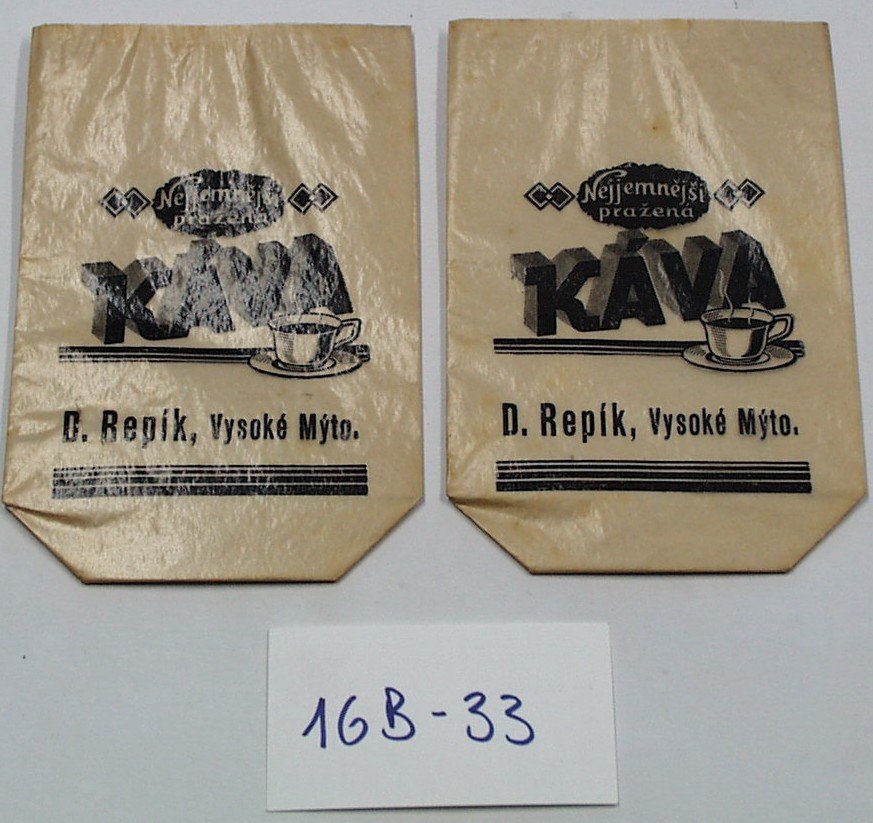 Nejjemnější
pražená
KÁVA
D. Repík, Vysoké Mýto.
Nejjemnější
pražená
KÁVA
D. Repík, Vysoké Mýto.
16B-33